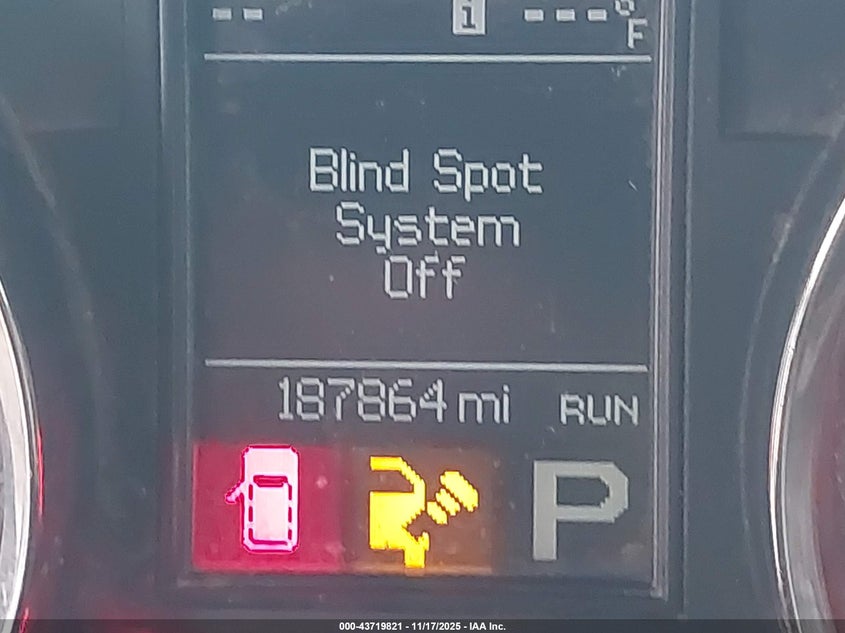 -- i ---°F
Blind Spot
System
Off
187864 mi RUN
P
000-43719821 - 11/17/2025 - IAA Inc.